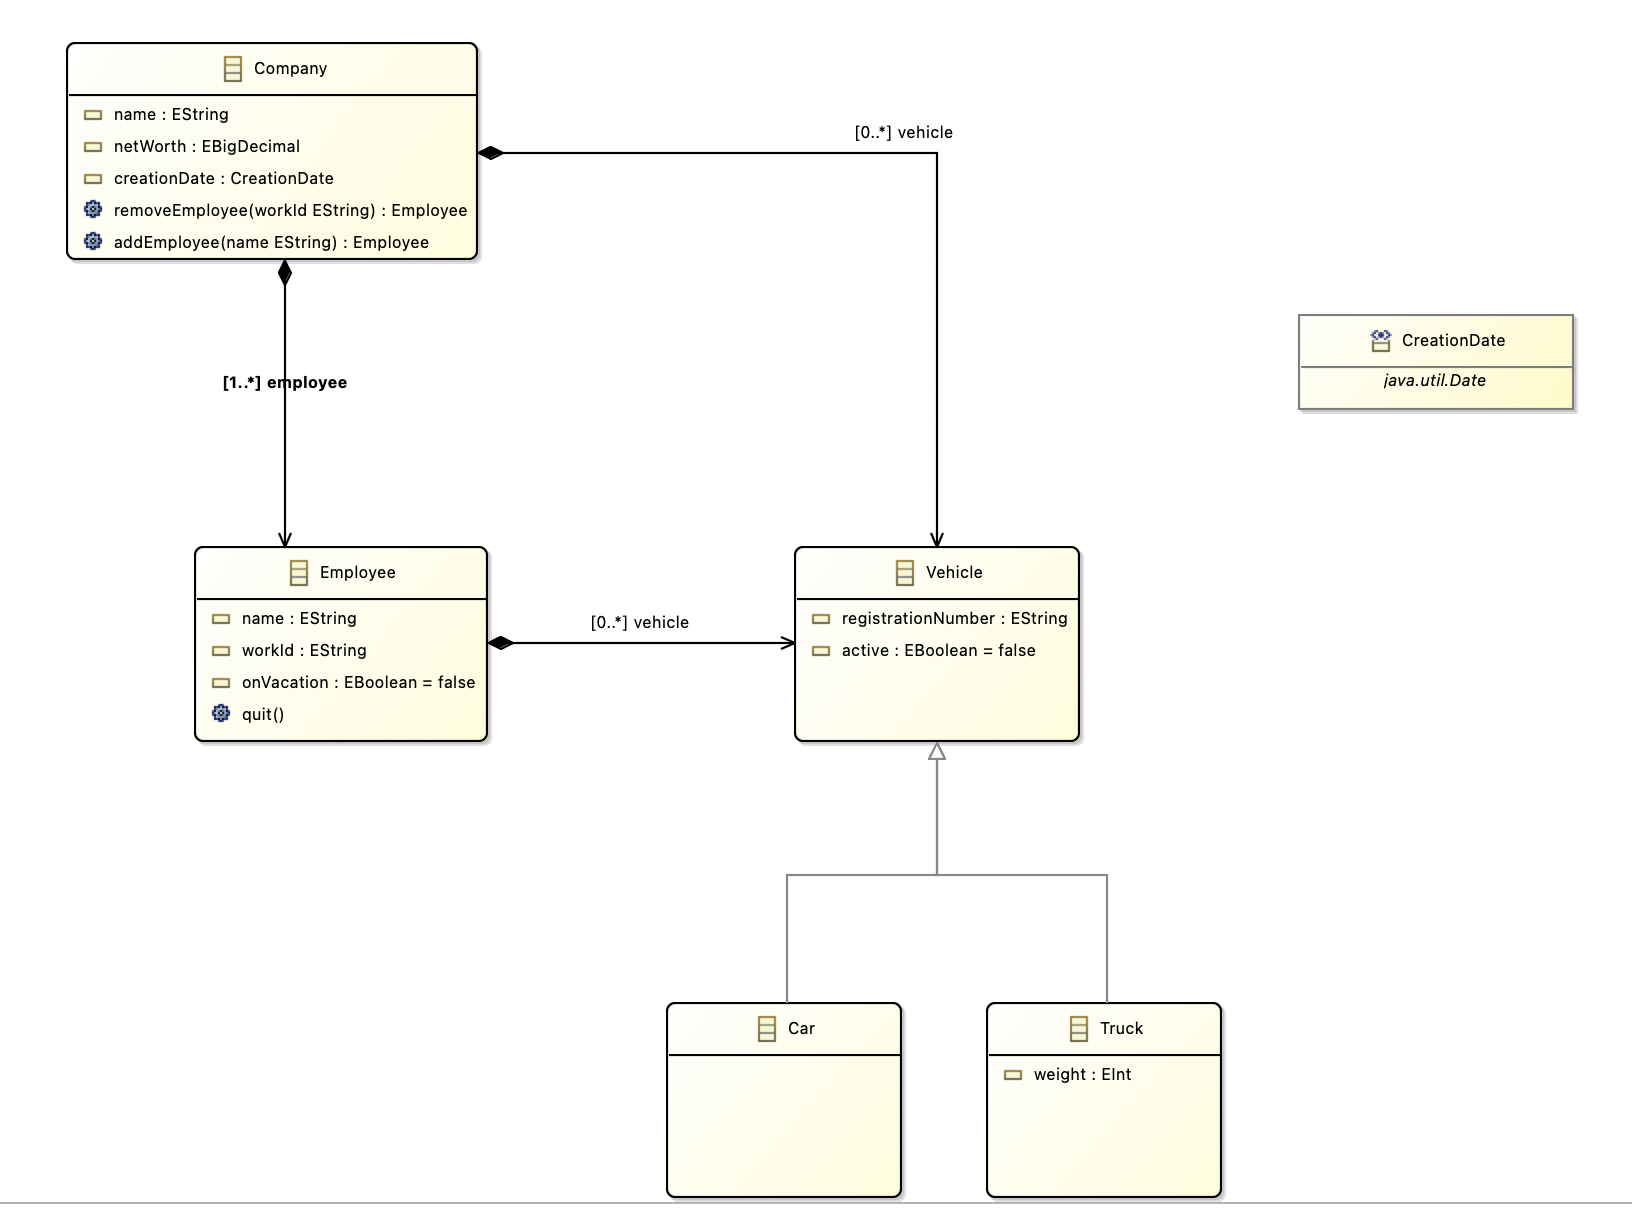 Company
name : EString
netWorth : EBigDecimal
creationDate : CreationDate
removeEmployee(workId EString) : Employee
addEmployee(name EString) : Employee
[0..*] vehicle
CreationDate
java.util.Date
[1..*] employee
Employee
name : EString
workId : EString
onVacation : EBoolean = false
quit()
[0..*] vehicle
Vehicle
registrationNumber : EString
active : EBoolean = false
Car
Truck
weight : EInt